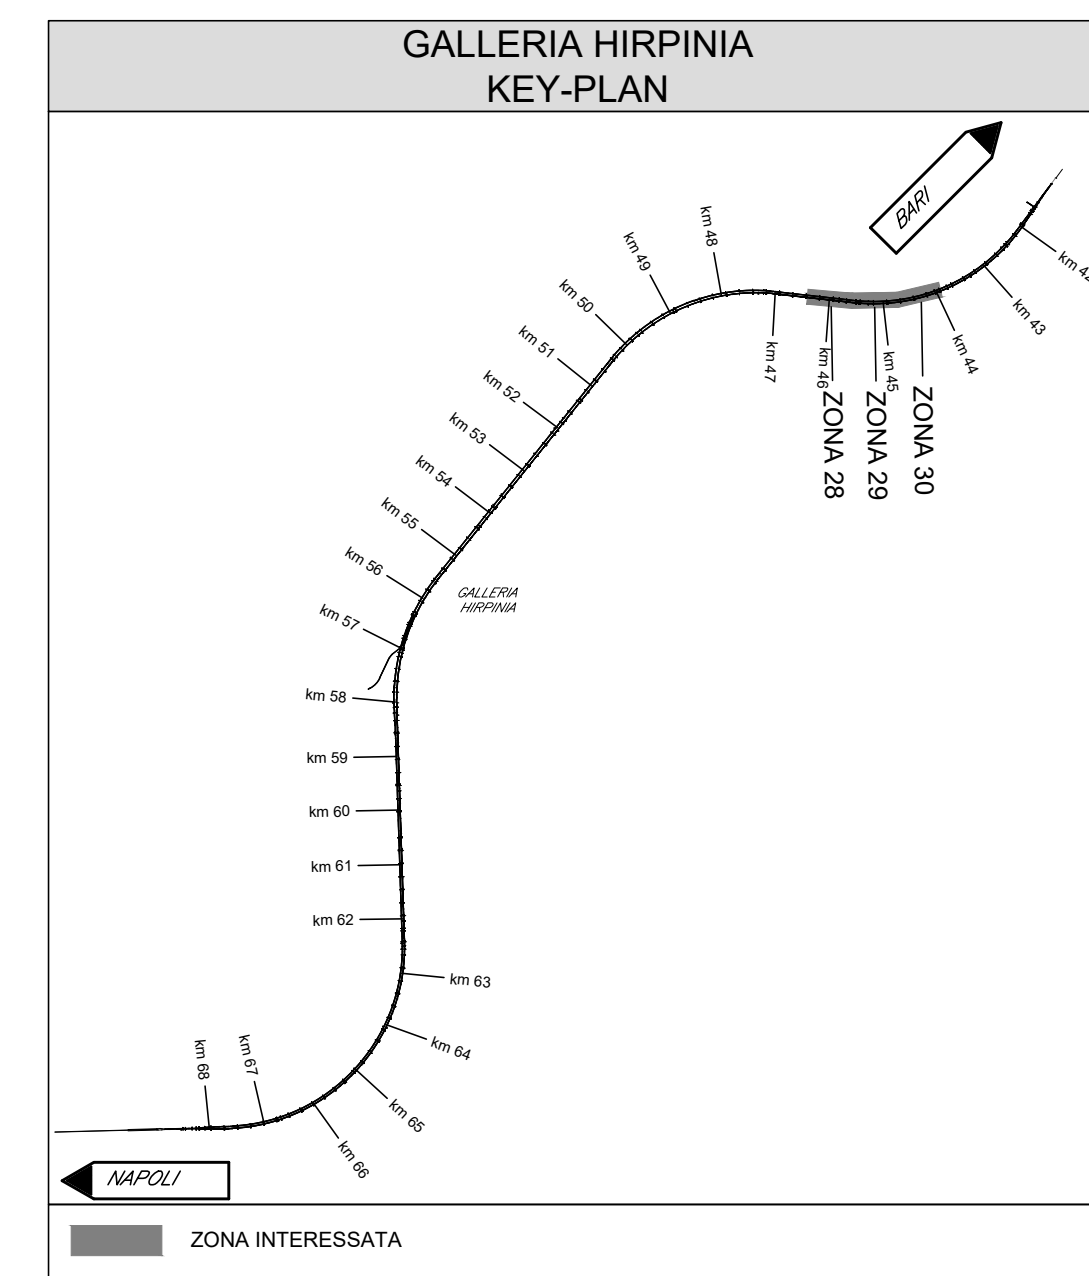 GALLERIA HIRPINIA
KEY-PLAN
BARI
km 42
km 43
km 44
km 45
km 46
km 47
km 48
km 49
km 50
km 51
km 52
km 53
km 54
km 55
km 56
km 57
km 58
km 59
km 60
km 61
km 62
km 63
km 64
km 65
km 66
km 67
km 68
ZONA 28
ZONA 29
ZONA 30
GALLERIA
HIRPINIA
NAPOLI
ZONA INTERESSATA